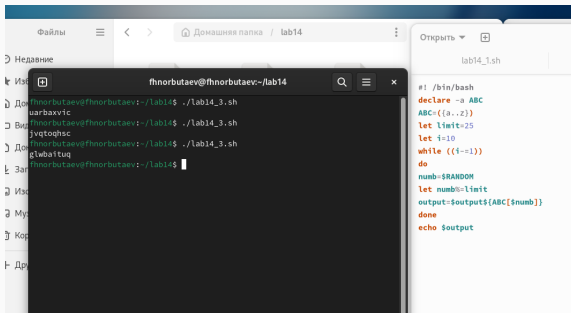 Файлы
Домашняя папка / lab14
Открыть
lab14_1.sh
Недавние
fhnorbutaev@fhnorbutaev:~/lab14
fhnorbutaev@fhnorbutaev:~/lab14$ ./lab14_3.sh
uarbaxvic
fhnorbutaev@fhnorbutaev:~/lab14$ ./lab14_3.sh
jvqtoqhsc
fhnorbutaev@fhnorbutaev:~/lab14$ ./lab14_3.sh
glwbaituq
fhnorbutaev@fhnorbutaev:~/lab14$
#! /bin/bash
declare -a ABC
ABC=({a..z})
let limit=25
let i=10
while ((i-=1))
do
numb=$RANDOM
let numb%=limit
output=$output${ABC[$numb]}
done
echo $output